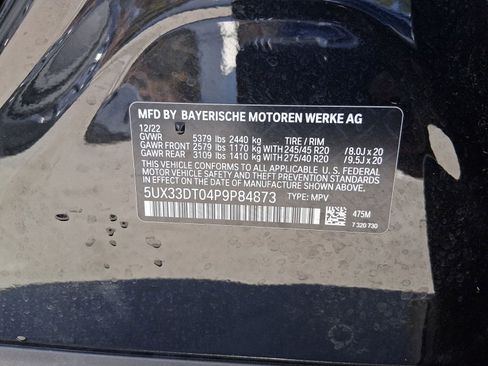 MFD BY BAYERISCHE MOTOREN WERKE AG
12/22
GVWR 5379 lbs 2440 kg TIRE / RIM
GAWR FRONT 2579 lbs 1170 kg WITH 245/45 R20 /8.0J x 20
GAWR REAR 3109 lbs 1410 kg WITH 275/40 R20 /9.5J x 20
THIS VEHICLE CONFORMS TO ALL APPLICABLE U.S. FEDERAL
MOTOR VEHICLE SAFETY STANDARDS IN EFFECT ON THE DATE OF
MANUFACTURE SHOWN ABOVE.
5UX33DT04P9P84873 TYPE: MPV
475M
7 320 730